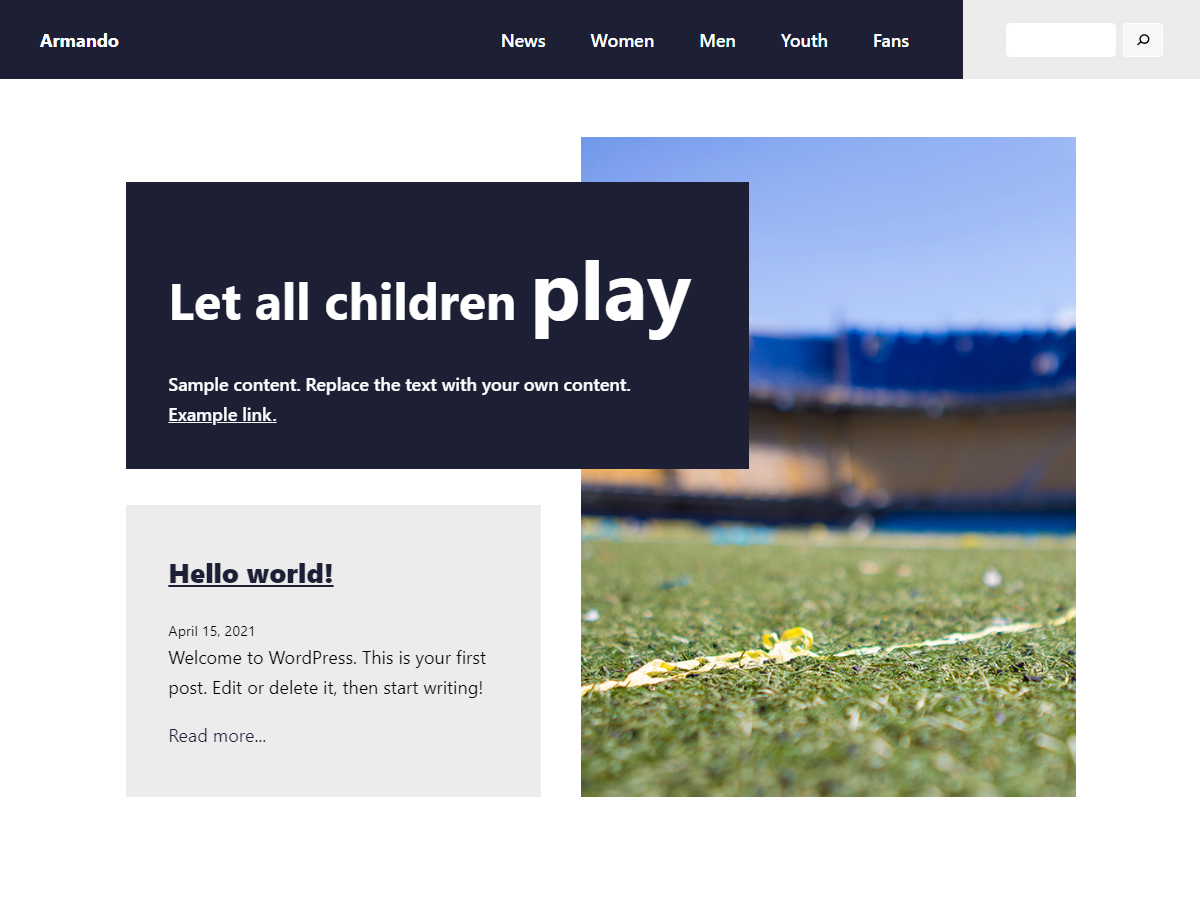 Armando
News Women Men Youth Fans
Let all children play
Sample content. Replace the text with your own content.
Example link.
Hello world!
April 15, 2021
Welcome to WordPress. This is your first
post. Edit or delete it, then start writing!
Read more...